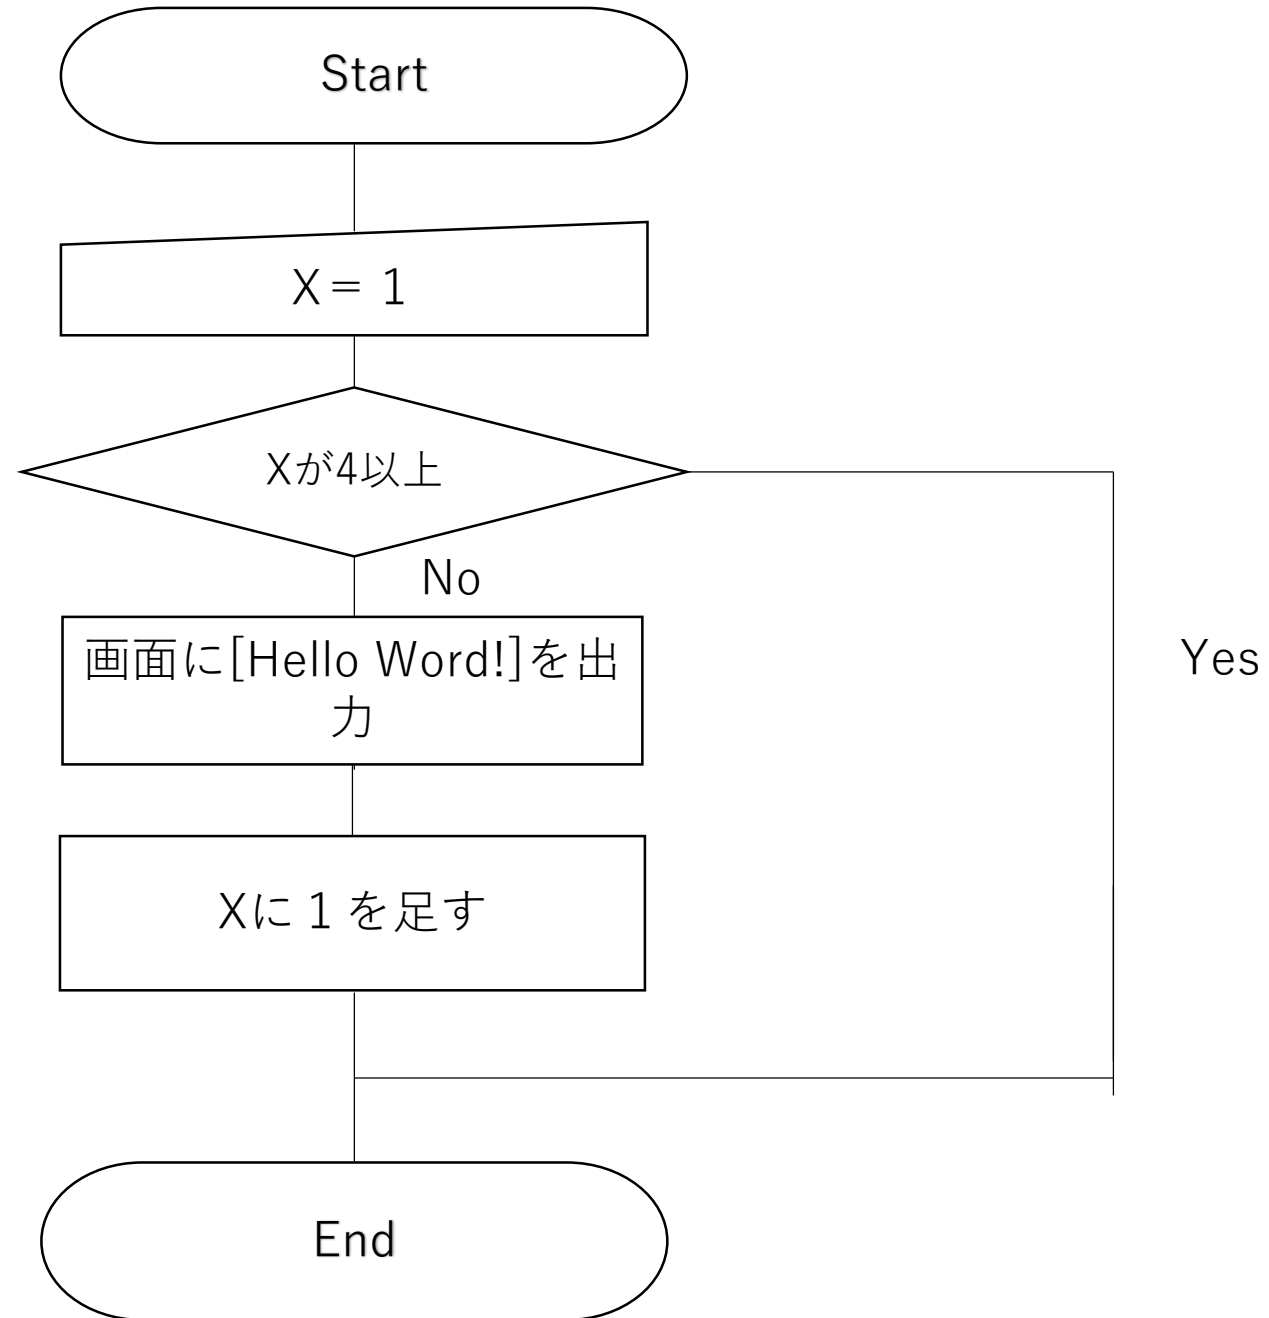 Start
X＝ 1
Xが4以上
No
画面に[Hello Word!]を出
力
Yes
Xに１を足す
End